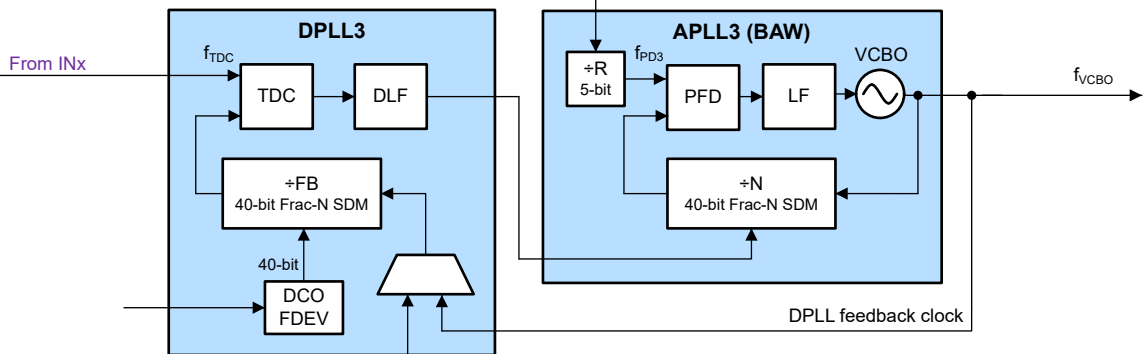 DPLL3
APLL3 (BAW)
From INx
fTDC
TDC
DLF
÷R
5-bit
fPD3
PFD
LF
VCBO
fVCBO
÷FB
40-bit Frac-N SDM
÷N
40-bit Frac-N SDM
40-bit
DCO
FDEV
DPLL feedback clock